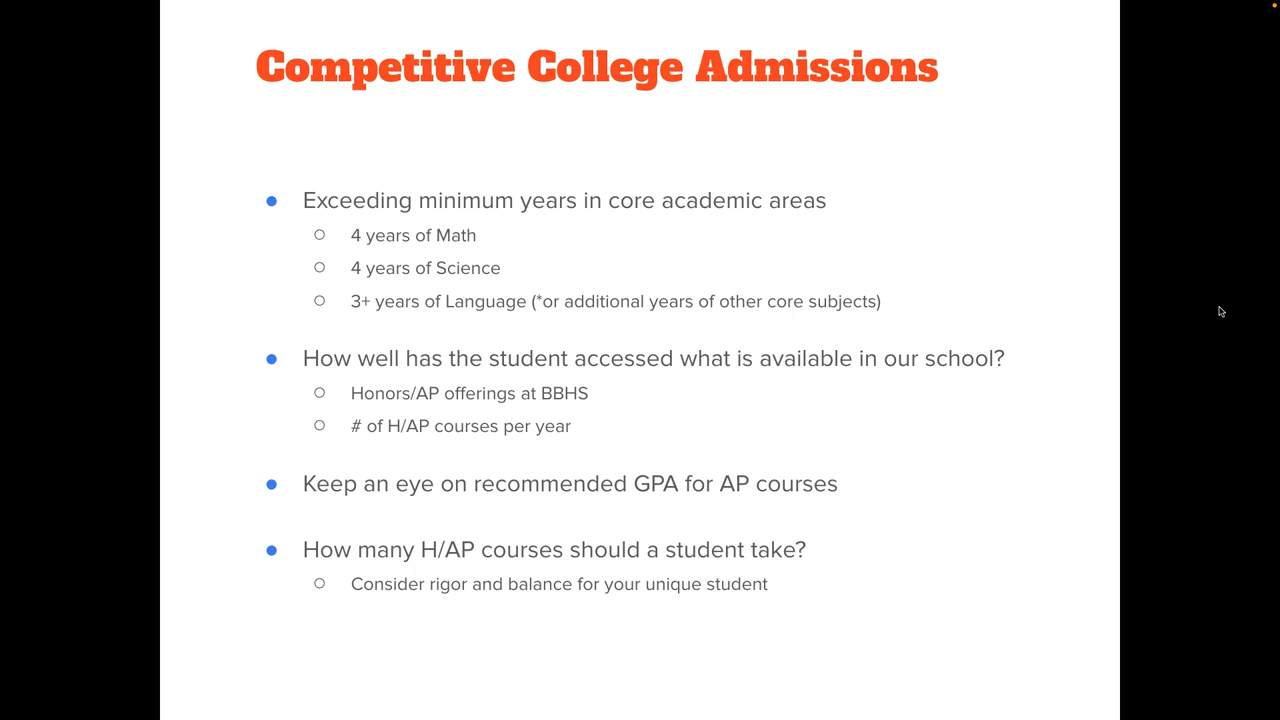 Competitive College Admissions
Exceeding minimum years in core academic areas
4 years of Math
4 years of Science
3+ years of Language (*or additional years of other core subjects)
How well has the student accessed what is available in our school?
Honors/AP offerings at BBHS
# of H/AP courses per year
Keep an eye on recommended GPA for AP courses
How many H/AP courses should a student take?
Consider rigor and balance for your unique student